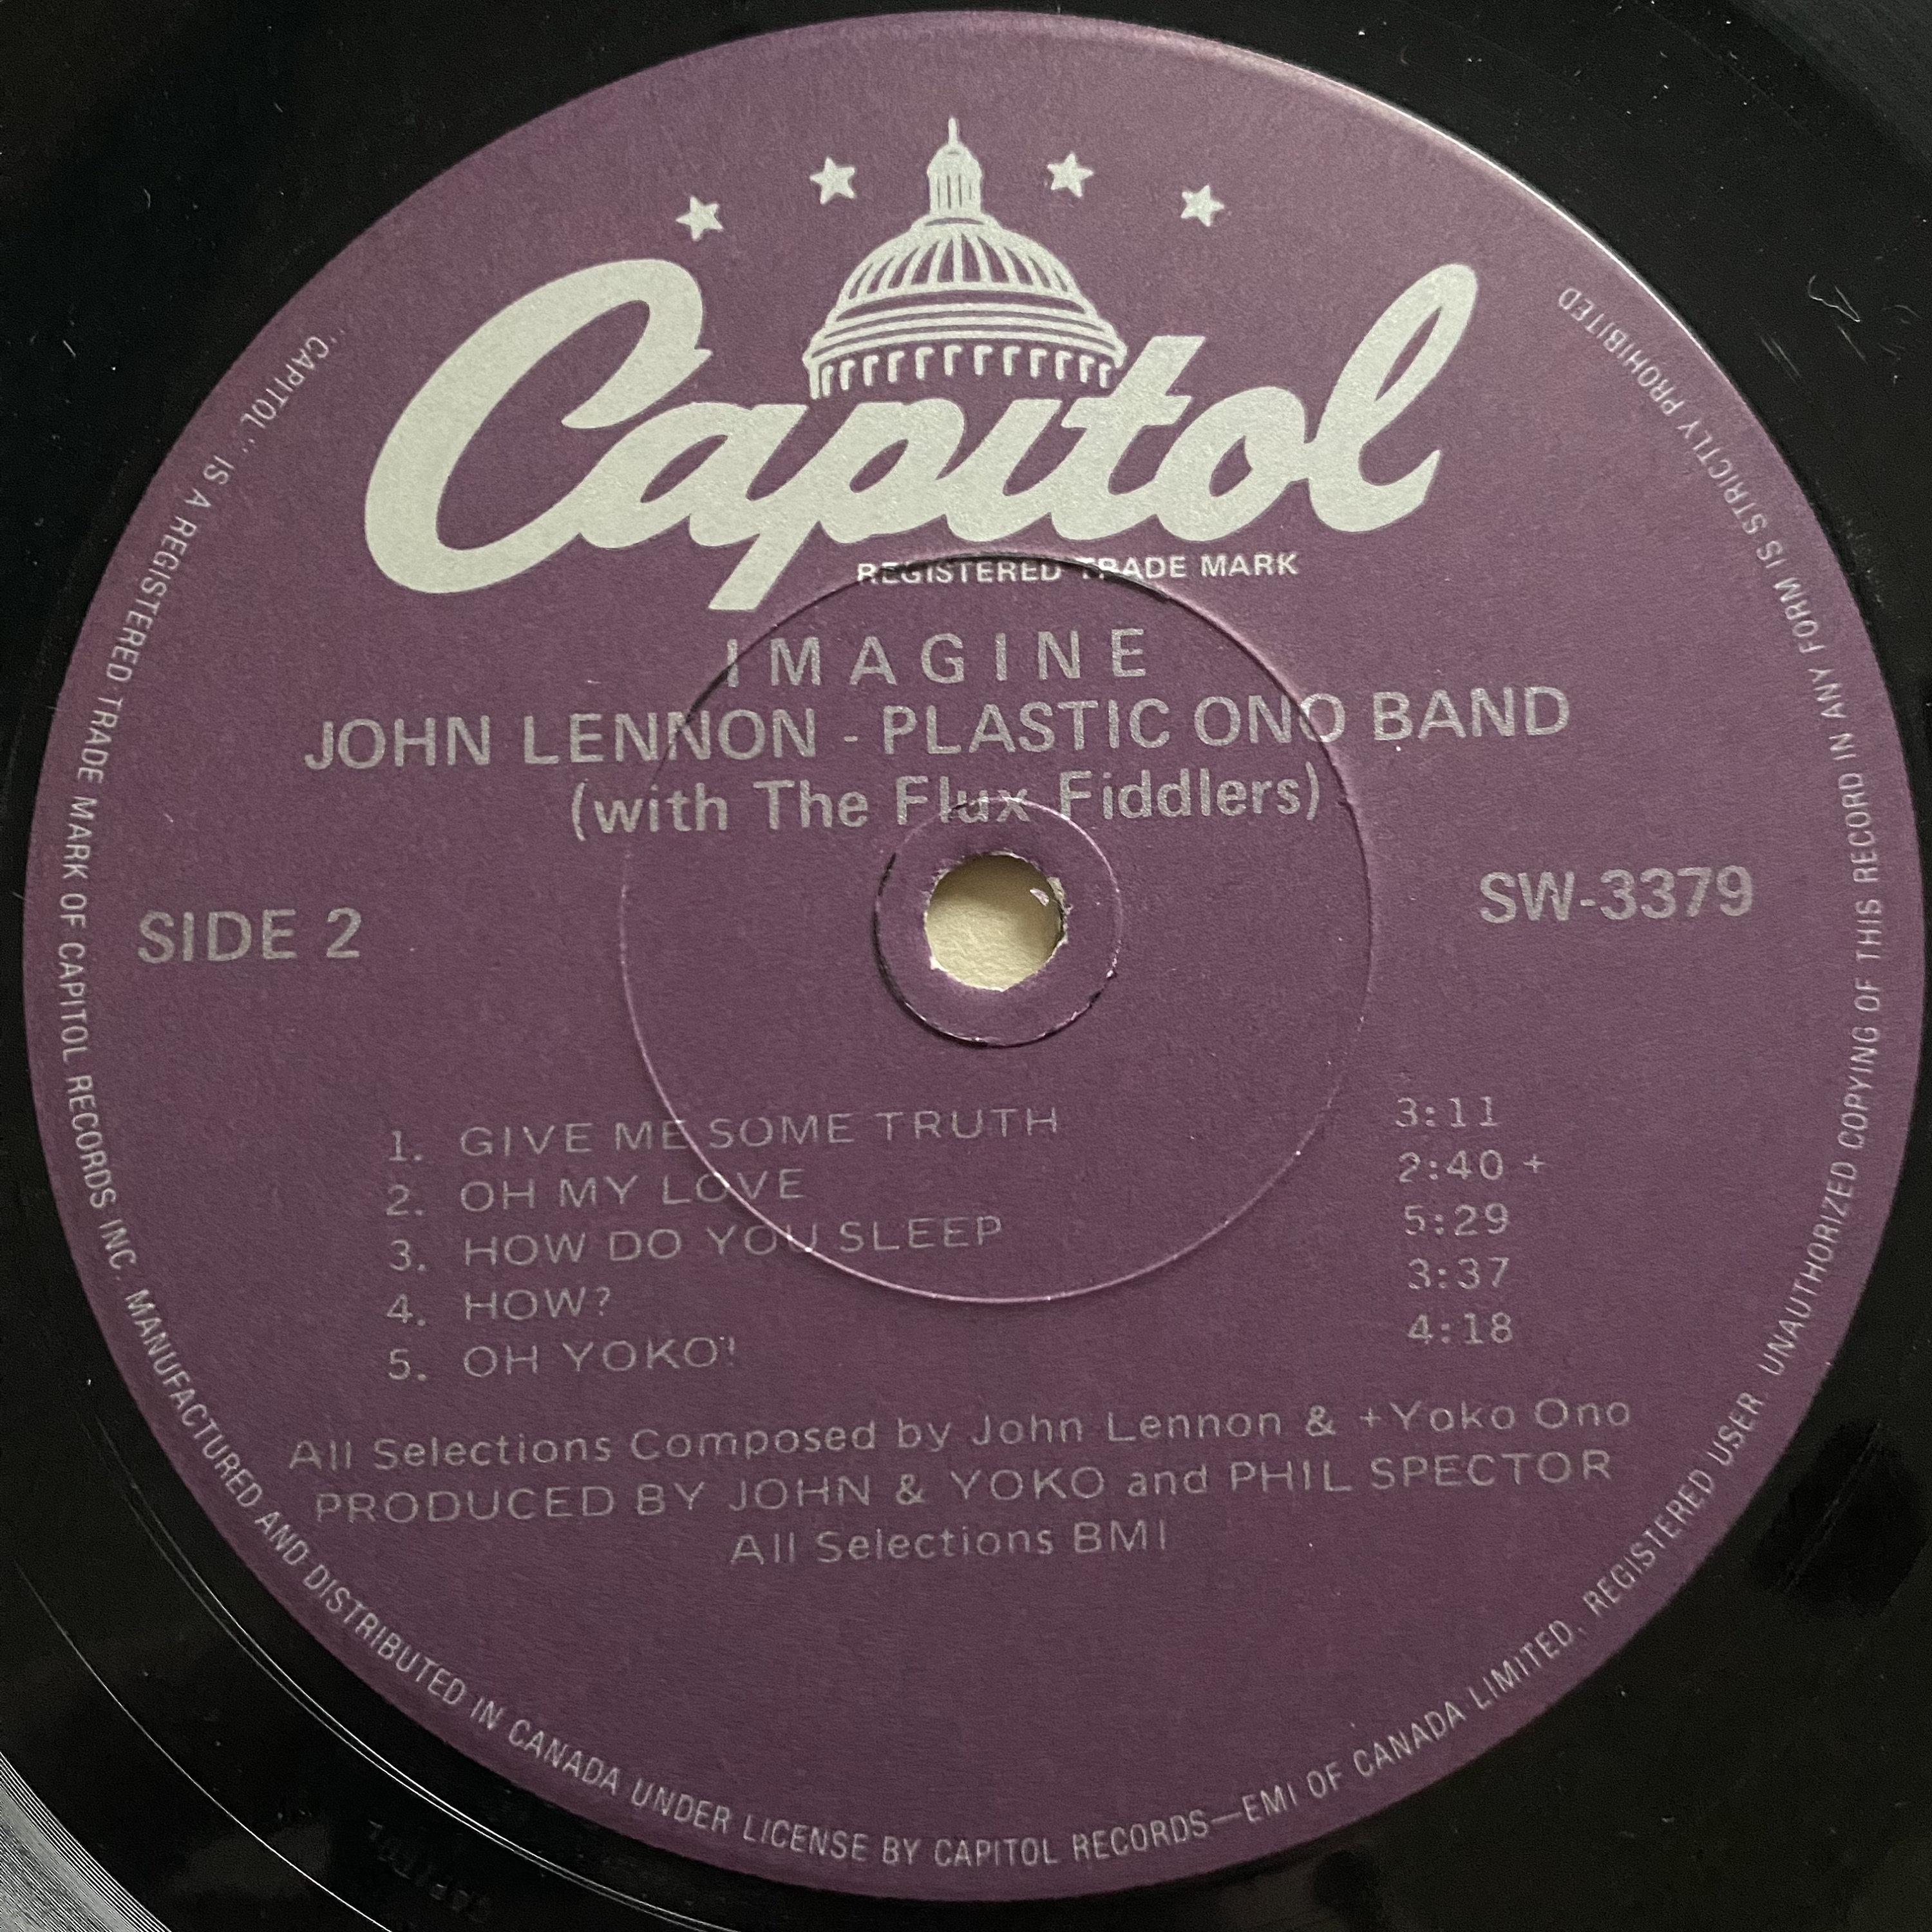 Capitol
REGISTERED TRADE MARK
IMAGINE
JOHN LENNON - PLASTIC ONO BAND
(with The Flux Fiddlers)
SIDE 2
SW-3379
1. GIVE ME SOME TRUTH 3:11
2. OH MY LOVE 2:40 +
3. HOW DO YOU SLEEP 5:29
4. HOW? 3:37
5. OH YOKO! 4:18
All Selections Composed by John Lennon & +Yoko Ono
PRODUCED BY JOHN & YOKO and PHIL SPECTOR
All Selections BMI
"CAPITOL" IS A REGISTERED TRADE MARK OF CAPITOL RECORDS INC. MANUFACTURED AND DISTRIBUTED IN CANADA UNDER LICENSE BY CAPITOL RECORDS—EMI OF CANADA LIMITED, REGISTERED USER. UNAUTHORIZED COPYING OF THIS RECORD IN ANY FORM IS STRICTLY PROHIBITED